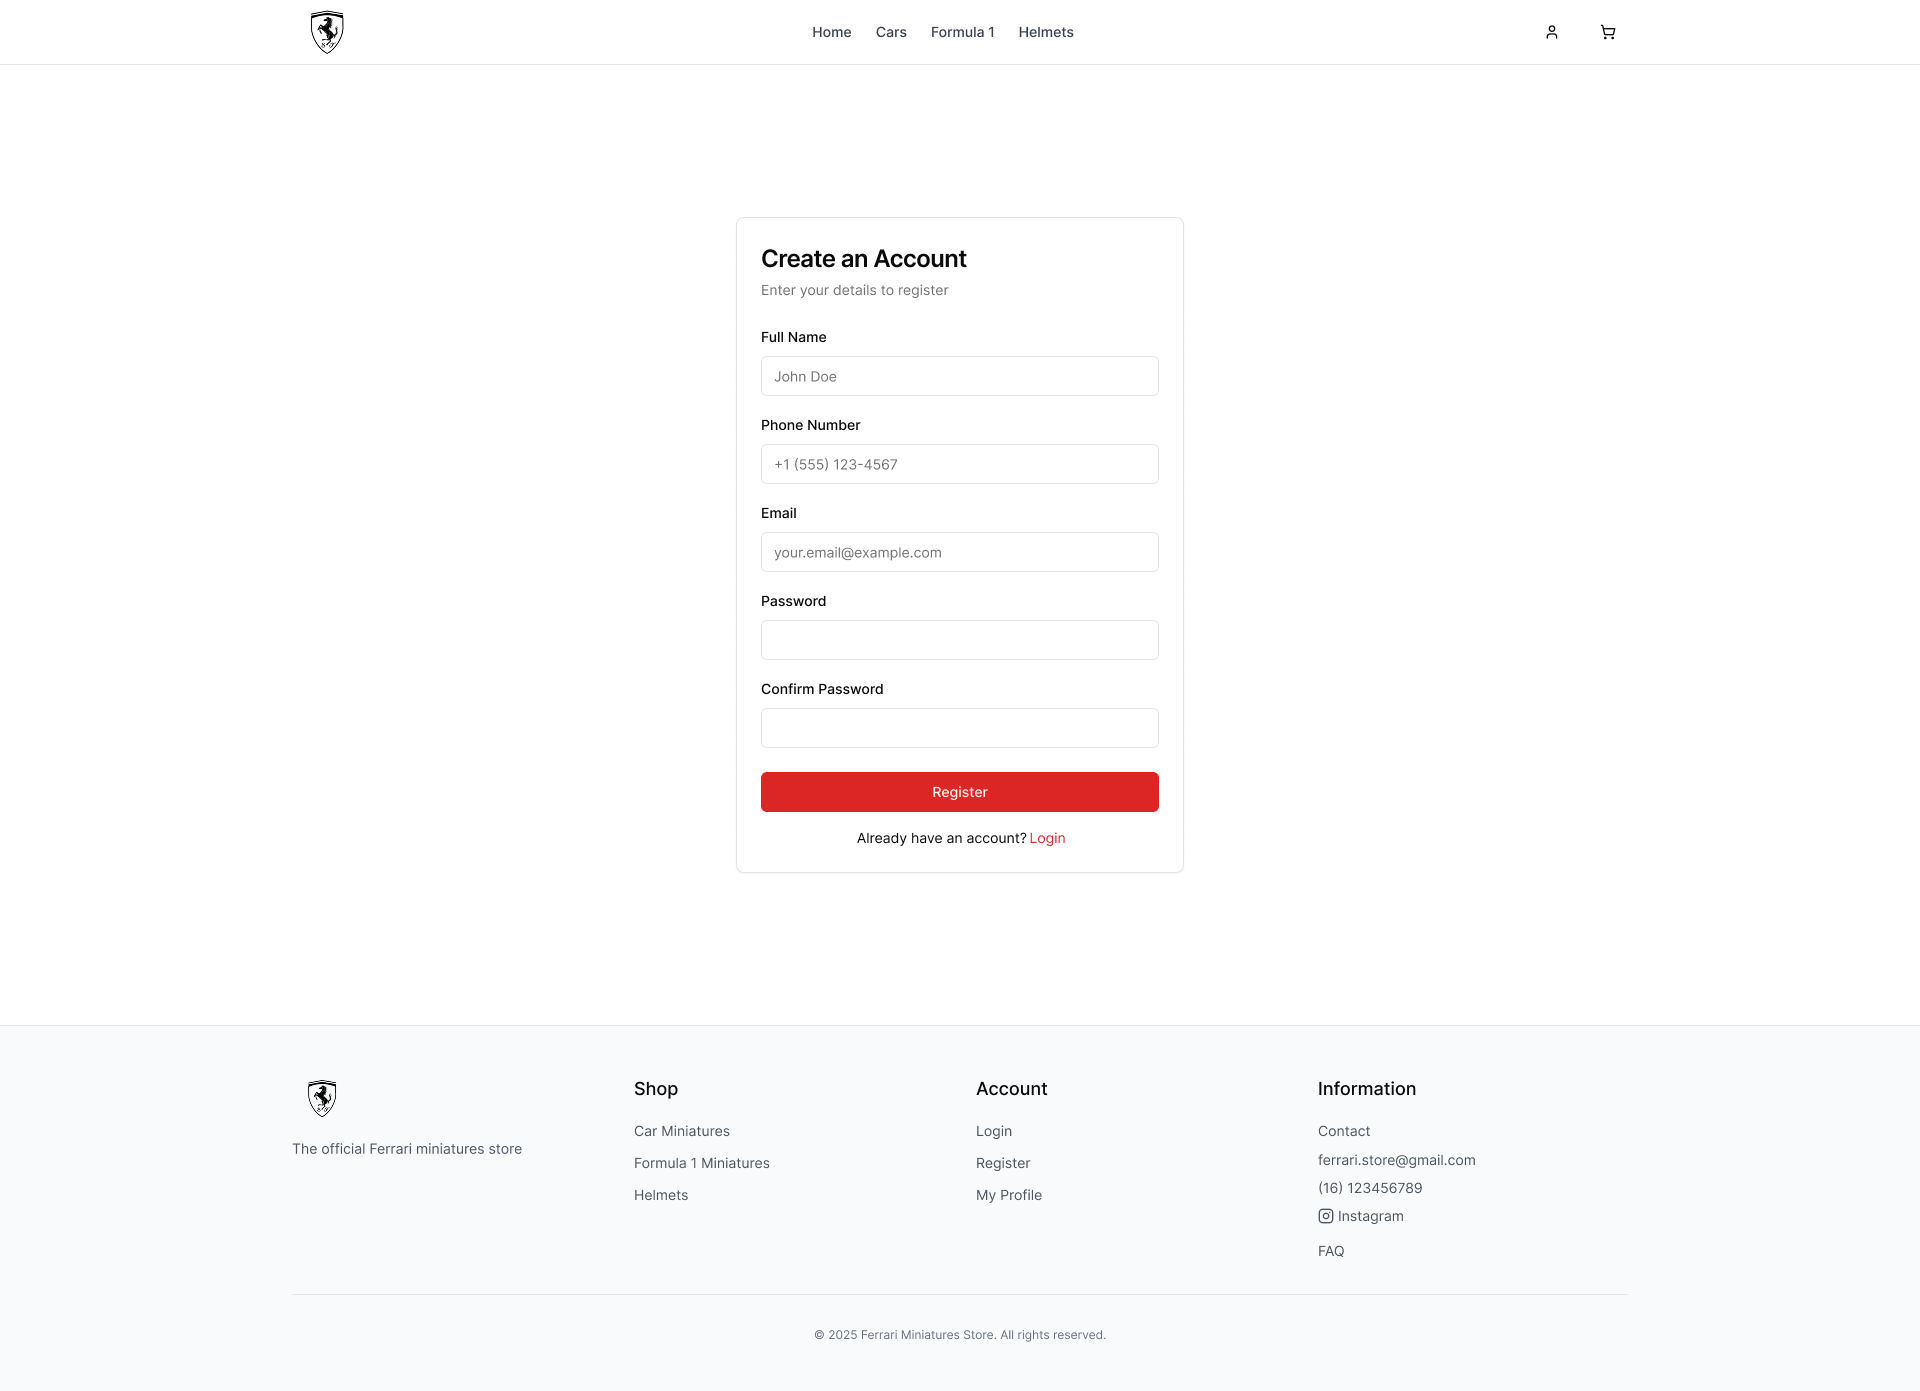 Home Cars Formula 1 Helmets
Create an Account
Enter your details to register
Full Name
John Doe
Phone Number
+1 (555) 123-4567
Email
your.email@example.com
Password
Confirm Password
Register
Already have an account? Login
The official Ferrari miniatures store
Shop
Car Miniatures
Formula 1 Miniatures
Helmets
Account
Login
Register
My Profile
Information
Contact
ferrari.store@gmail.com
(16) 123456789
Instagram
FAQ
© 2025 Ferrari Miniatures Store. All rights reserved.